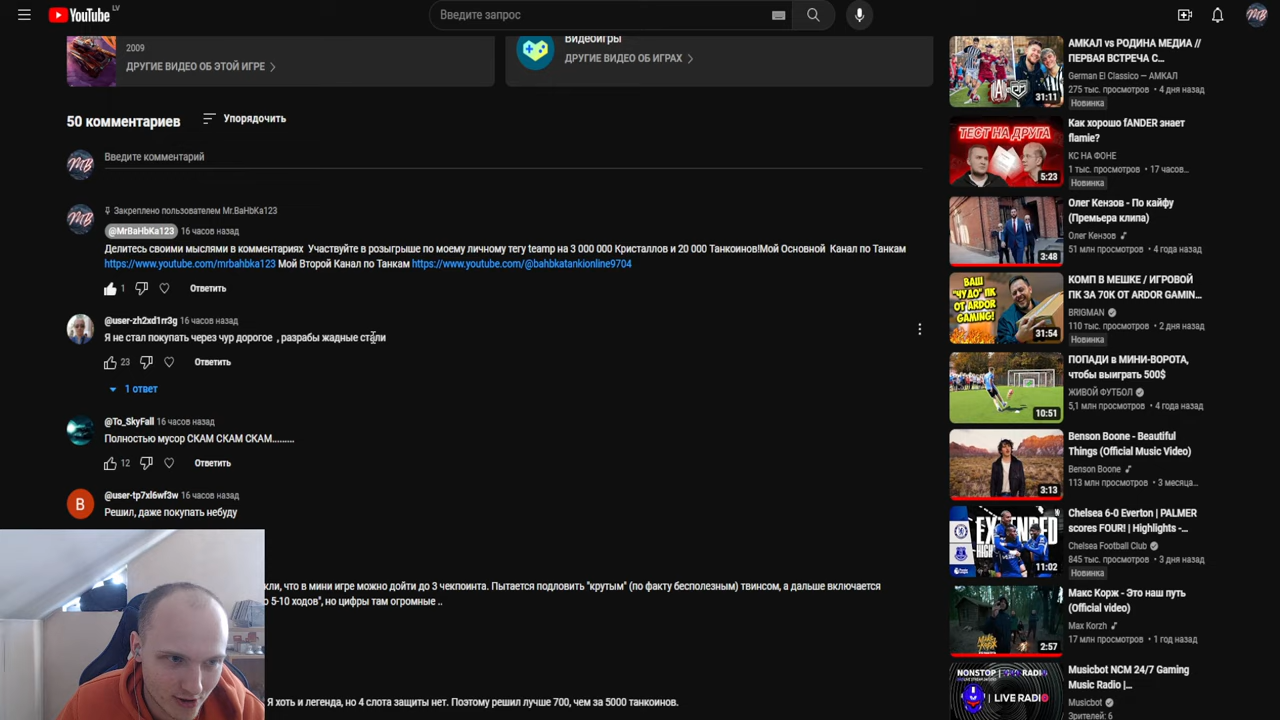 YouTube
LV
Введите запрос
2009
ДРУГИЕ ВИДЕО ОБ ЭТОЙ ИГРЕ
Видеоигры
ДРУГИЕ ВИДЕО ОБ ИГРАХ
50 комментариев
Упорядочить
Введите комментарий
Закреплено пользователем Mr.BaHbKa123
@MrBaHbKa123 16 часов назад
Делитесь своими мыслями в комментариях Участвуйте в розыгрыше по моему личному тегу teamp на 3 000 000 Кристаллов и 20 000 Танкоинов!Мой Основной Канал по Танкам
https://www.youtube.com/mrbahbka123 Мой Второй Канал по Танкам https://www.youtube.com/@bahbkatankionline9704
1
Ответить
@user-zh2xd1rr3g 16 часов назад
Я не стал покупать через чур дорогое , разрабы жадные стали
23
Ответить
1 ответ
@To_SkyFall 16 часов назад
Полностью мусор СКАМ СКАМ СКАМ.........
12
Ответить
B
@user-tp7xl6wf3w 16 часов назад
Решил, даже покупать небуду
что в мини игре можно дойти до 3 чекпоинта. Пытается подловить "крутым" (по факту бесполезным) твинсом, а дальше включается
5-10 ходов", но цифры там огромные ..
Я хоть и легенда, но 4 слота защиты нет. Поэтому решил лучше 700, чем за 5000 танкоинов.
АМКАЛ vs РОДИНА МЕДИА //
ПЕРВАЯ ВСТРЕЧА С...
German El Classico — АМКАЛ
275 тыс. просмотров • 4 дня назад
Новинка
31:11
Как хорошо fANDER знает
flamie?
КС НА ФОНЕ
1 тыс. просмотров • 17 часов...
Новинка
ТЕСТ НА ДРУГА
5:23
Олег Кензов - По кайфу
(Премьера клипа)
Олег Кензов
51 млн просмотров • 4 года назад
3:48
КОМП В МЕШКЕ / ИГРОВОЙ
ПК ЗА 70К ОТ ARDOR GAMIN...
BRIGMAN
110 тыс. просмотров • 2 дня назад
Новинка
ВАШ
"ЧУДО" ПК
ОТ ARDOR
GAMING!
31:54
ПОПАДИ в МИНИ-ВОРОТА,
чтобы выиграть 500$
ЖИВОЙ ФУТБОЛ
5,1 млн просмотров • 4 года назад
10:51
Benson Boone - Beautiful
Things (Official Music Video)
Benson Boone
113 млн просмотров • 3 месяца...
3:13
Chelsea 6-0 Everton | PALMER
scores FOUR! | Highlights -...
Chelsea Football Club
845 тыс. просмотров • 3 дня назад
Новинка
11:02
Макс Корж - Это наш путь
(Official video)
Max Korzh
17 млн просмотров • 1 год назад
2:57
Musicbot NCM 24/7 Gaming
Music Radio |...
Musicbot
Зрителей: 6
NONSTOP
LIVE RADIO